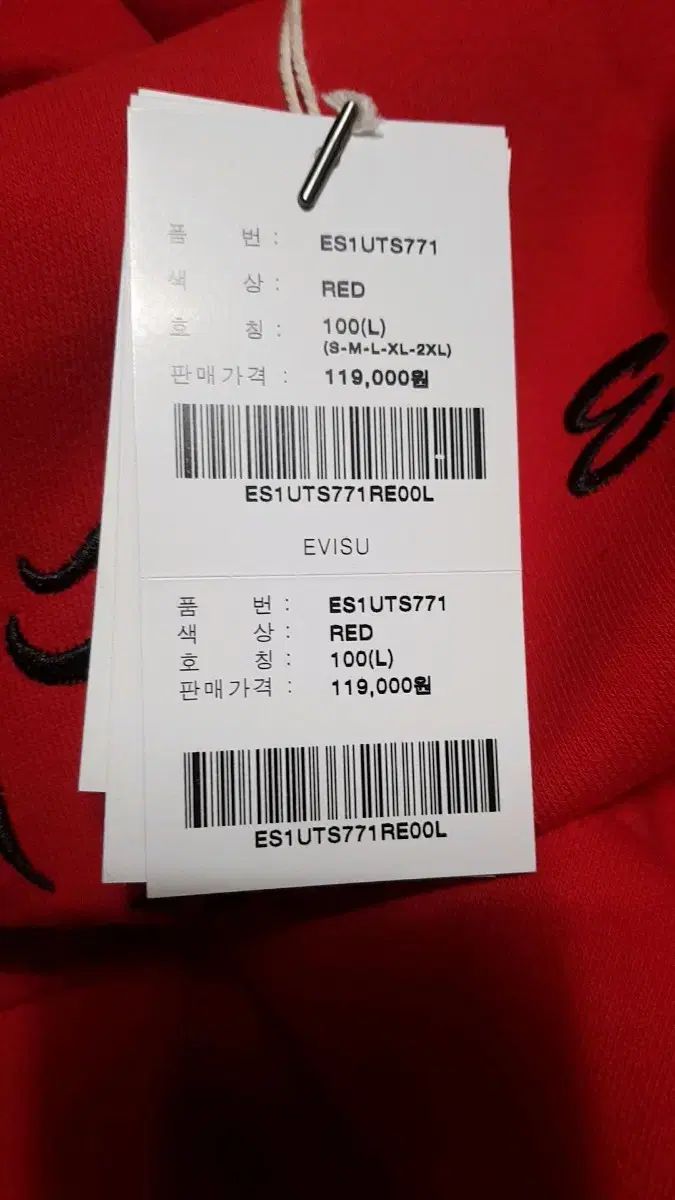 품 번 : ES1UTS771
색 상 : RED
호 칭 : 100(L)
(S-M-L-XL-2XL)
판매가격 : 119,000원
ES1UTS771RE00L
EVISU
품 번 : ES1UTS771
색 상 : RED
호 칭 : 100(L)
판매가격 : 119,000원
ES1UTS771RE00L